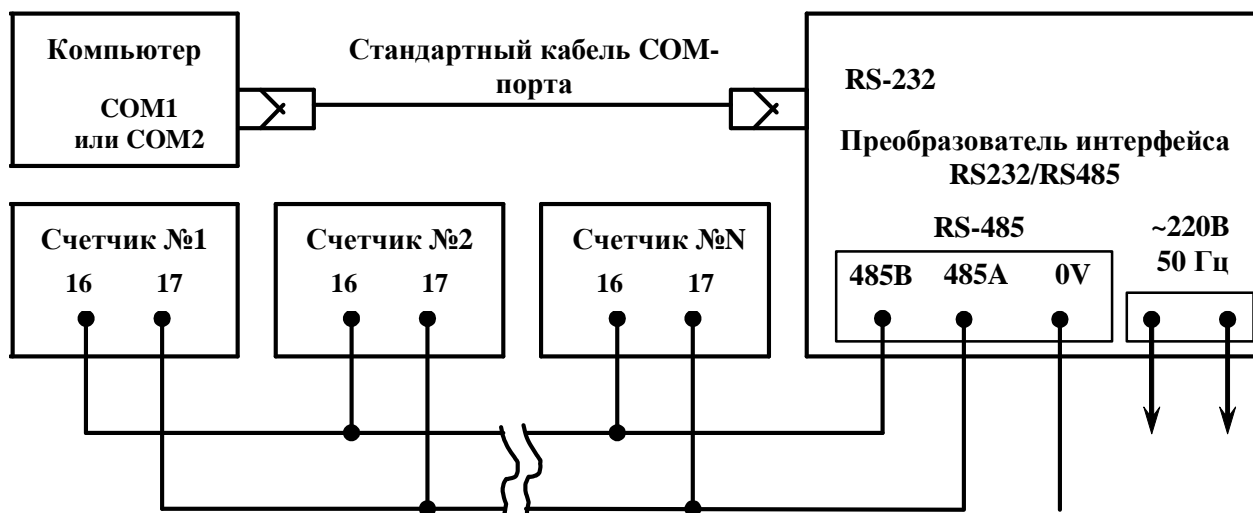 Компьютер
COM1
или COM2
Стандартный кабель COM-
порта
RS-232
Преобразователь интерфейса
RS232/RS485
RS-485
~220В
50 Гц
485B 485A 0V
Счетчик №1
16 17
Счетчик №2
16 17
Счетчик №N
16 17